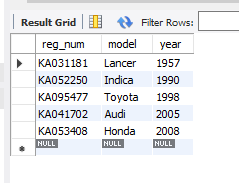 Result Grid Filter Rows:
reg_num model year
KA031181 Lancer 1957
KA052250 Indica 1990
KA095477 Toyota 1998
KA041702 Audi 2005
KA053408 Honda 2008
NULL NULL NULL